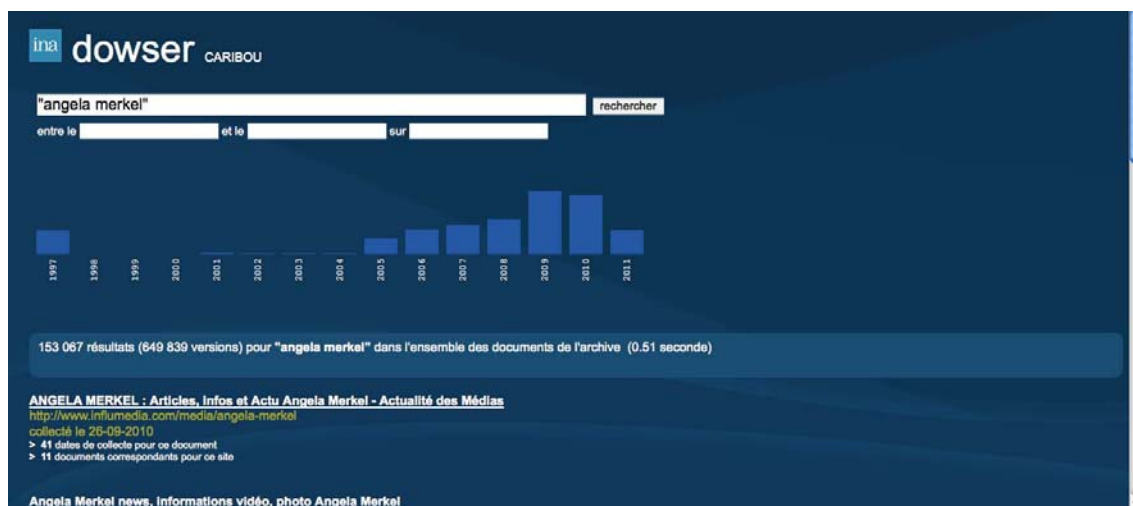 ina dowser CARIBOU
"angela merkel" rechercher
entre le et le sur
1997 1998 1999 2000 2001 2002 2003 2004 2005 2006 2007 2008 2009 2010 2011
153 067 résultats (649 839 versions) pour "angela merkel" dans l'ensemble des documents de l'archive (0.51 seconde)
ANGELA MERKEL : Articles, Infos et Actu Angela Merkel - Actualité des Médias
http://www.influmedia.com/media/angela-merkel
collecté le 26-09-2010
> 41 dates de collecte pour ce document
> 11 documents correspondants pour ce site
Angela Merkel news, informations vidéo, photo Angela Merkel